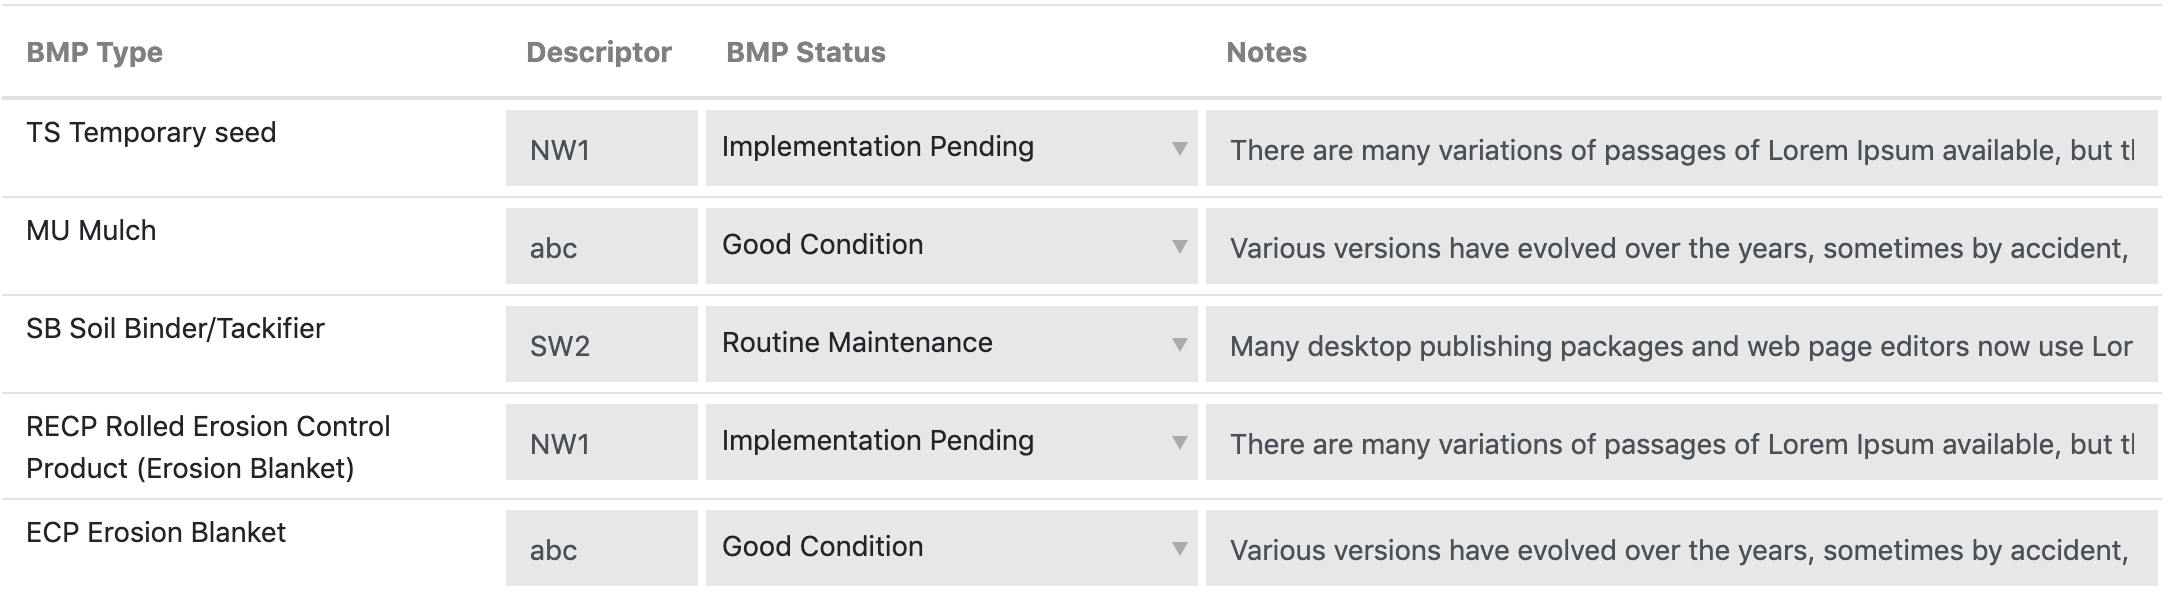 BMP Type Descriptor BMP Status Notes
TS Temporary seed NW1 Implementation Pending There are many variations of passages of Lorem Ipsum available, but
MU Mulch abc Good Condition Various versions have evolved over the years, sometimes by accident,
SB Soil Binder/Tackifier SW2 Routine Maintenance Many desktop publishing packages and web page editors now use Lor
RECP Rolled Erosion Control NW1 Implementation Pending There are many variations of passages of Lorem Ipsum available, but
Product (Erosion Blanket)
ECP Erosion Blanket abc Good Condition Various versions have evolved over the years, sometimes by accident,